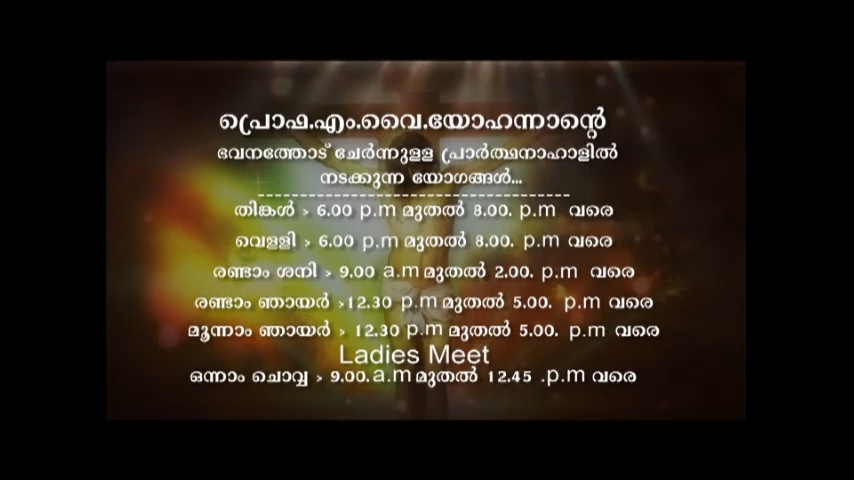 പ്രൊഫ.എം.വൈ.യോഹന്നാന്റെ
ഭവനത്തോട് ചേർന്നുള്ള പ്രാർത്ഥനാഹാളിൽ
നടക്കുന്ന യോഗങ്ങൾ...
--------------------------------------
തിങ്കൾ > 6.00 p.m മുതൽ 8.00. p.m വരെ
വെള്ളി > 6.00 p.m മുതൽ 8.00. p.m വരെ
രണ്ടാം ശനി > 9.00 a.m മുതൽ 2.00. p.m വരെ
രണ്ടാം ഞായർ >12.30 p.m മുതൽ 5.00. p.m വരെ
മൂന്നാം ഞായർ > 12.30 p.m മുതൽ 5.00. p.m വരെ
Ladies Meet
ഒന്നാം ചൊവ്വ > 9.00. a.m മുതൽ 12.45 .p.m വരെ